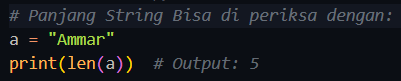 # Panjang String Bisa di periksa dengan:
a = "Ammar"
print(len(a))  # Output: 5